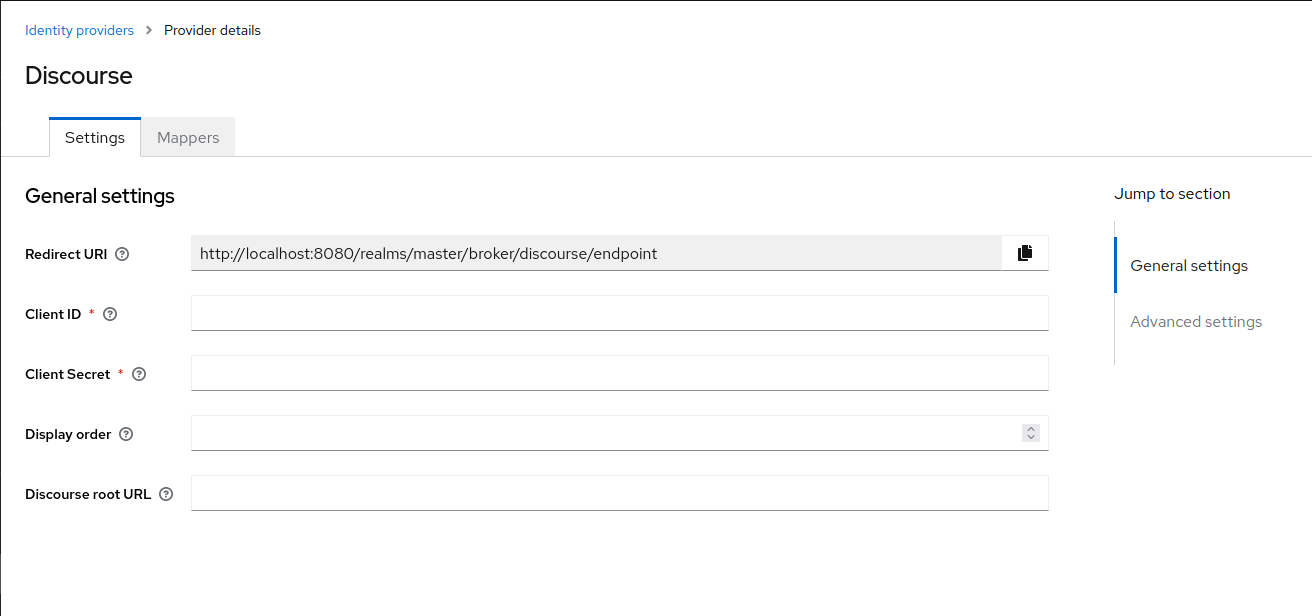 Identity providers > Provider details
Discourse
Settings Mappers
General settings
Jump to section
Redirect URI
http://localhost:8080/realms/master/broker/discourse/endpoint
General settings
Client ID *
Advanced settings
Client Secret *
Display order
Discourse root URL